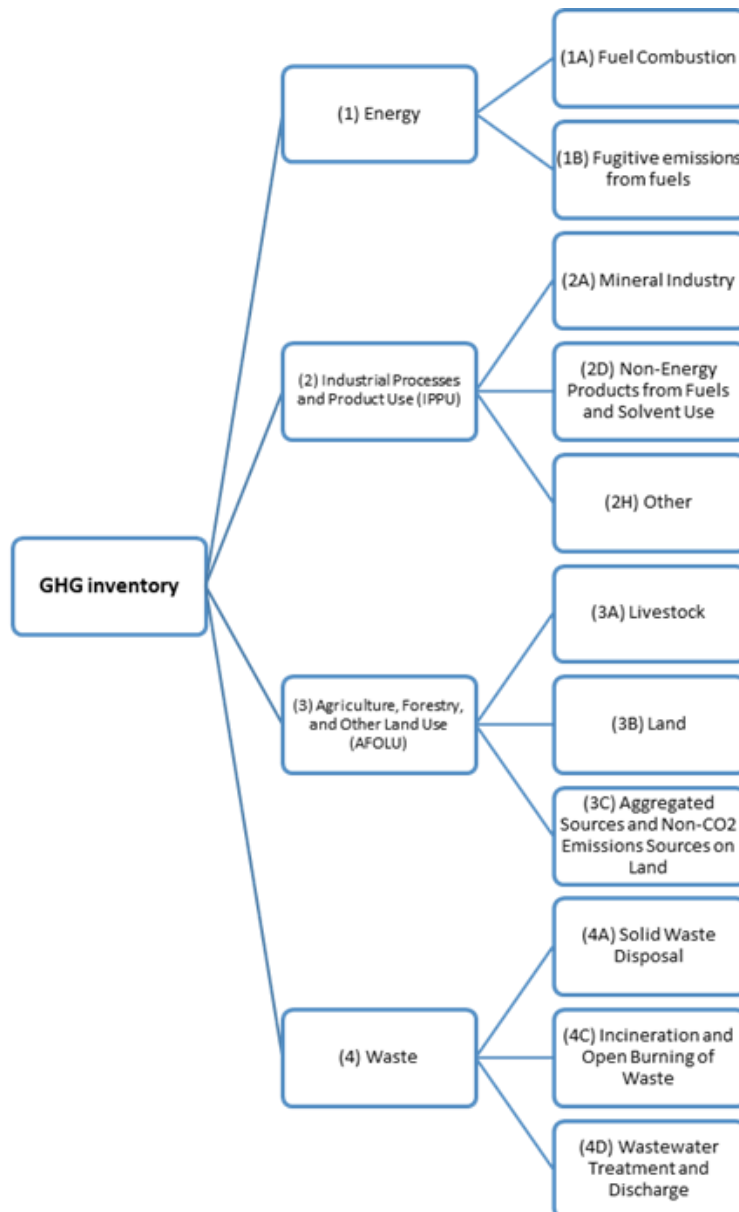 (1A) Fuel Combustion
(1) Energy
(1B) Fugitive emissions
from fuels
(2A) Mineral Industry
(2) Industrial Processes
and Product Use (IPPU)
(2D) Non-Energy
Products from Fuels
and Solvent Use
(2H) Other
GHG inventory
(3A) Livestock
(3) Agriculture, Forestry,
and Other Land Use
(AFOLU)
(3B) Land
(3C) Aggregated
Sources and Non-CO2
Emissions Sources on
Land
(4A) Solid Waste
Disposal
(4) Waste
(4C) Incineration and
Open Burning of
Waste
(4D) Wastewater
Treatment and
Discharge